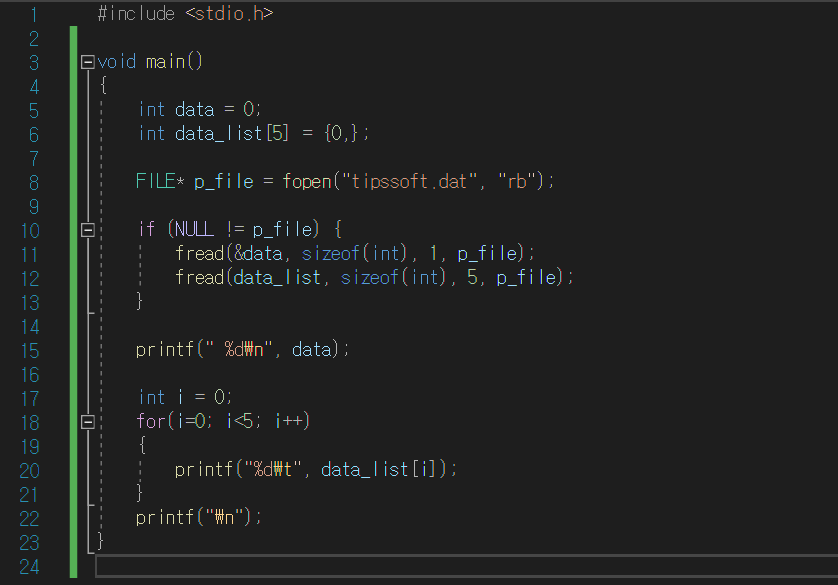 1 #include <stdio.h>
2
3 void main()
4 {
5     int data = 0;
6     int data_list[5] = {0,};
7
8     FILE* p_file = fopen("tipssoft.dat", "rb");
9
10     if (NULL != p_file) {
11         fread(&data, sizeof(int), 1, p_file);
12         fread(data_list, sizeof(int), 5, p_file);
13     }
14
15     printf(" %d₩n", data);
16
17     int i = 0;
18     for(i=0; i<5; i++)
19     {
20         printf("%d₩t", data_list[i]);
21     }
22     printf("₩n");
23 }
24